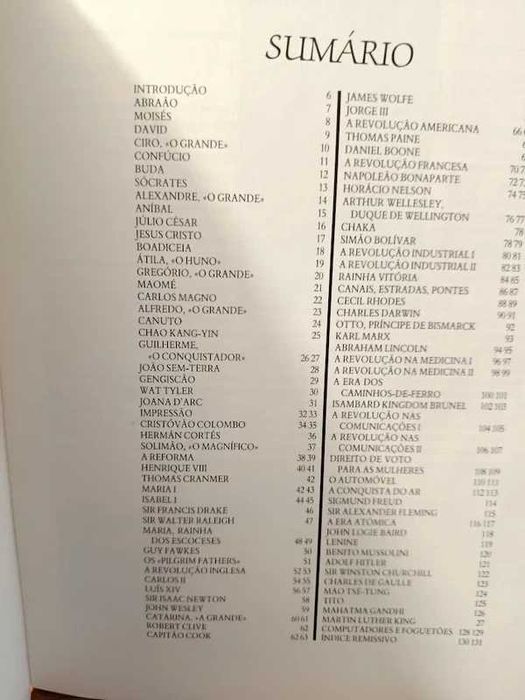 SUMÁRIO
INTRODUÇÃO 6
ABRAÃO 7
MOISÉS 8
DAVID 9
CIRO, «O GRANDE» 10
CONFÚCIO 11
BUDA 12
SÓCRATES 13
ALEXANDRE, «O GRANDE» 14
ANÍBAL 15
JÚLIO CÉSAR 16
JESUS CRISTO 17
BOADICEIA 18
ÁTILA, «O HUNO» 19
GREGÓRIO, «O GRANDE» 20
MAOMÉ 21
CARLOS MAGNO 22
ALFREDO, «O GRANDE» 23
CANUTO 24
CHAO KANG-YIN 25
GUILHERME,
«O CONQUISTADOR» 26 27
JOÃO SEM-TERRA 28
GENGISCÃO 29
WAT TYLER 30
JOANA D'ARC 31
IMPRESSÃO 32 33
CRISTÓVÃO COLOMBO 34 35
HERMÁN CORTÉS 36
SOLIMÃO, «O MAGNÍFICO» 37
A REFORMA 38 39
HENRIQUE VIII 40 41
THOMAS CRANMER 42
MARIA I 42 43
ISABEL I 44 45
SIR FRANCIS DRAKE 46
SIR WALTER RALEIGH 47
MARIA, RAINHA
DOS ESCOCESES 48 49
GUY FAWKES 50
OS «PILGRIM FATHERS» 51
A REVOLUÇÃO INGLESA 52 53
CARLOS II 54 55
LUÍS XIV 56 57
SIR ISAAC NEWTON 58
JOHN WESLEY 59
CATARINA, «A GRANDE» 60 61
ROBERT CLIVE 62
CAPITÃO COOK 62 63
JAMES WOLFE
JORGE III
A REVOLUÇÃO AMERICANA 66
THOMAS PAINE
DANIEL BOONE
A REVOLUÇÃO FRANCESA 70
NAPOLEÃO BONAPARTE 72
HORÁCIO NELSON 74 75
ARTHUR WELLESLEY,
DUQUE DE WELLINGTON 76 77
CHAKA 78
SIMÃO BOLÍVAR 78 79
A REVOLUÇÃO INDUSTRIAL I 80 81
A REVOLUÇÃO INDUSTRIAL II 82 83
RAINHA VITÓRIA 84 85
CANAIS, ESTRADAS, PONTES 86 87
CECIL RHODES 88 89
CHARLES DARWIN 90 91
OTTO, PRÍNCIPE DE BISMARCK 92
KARL MARX 93
ABRAHAM LINCOLN 94 95
A REVOLUÇÃO NA MEDICINA I 96 97
A REVOLUÇÃO NA MEDICINA II 98 99
A ERA DOS
CAMINHOS-DE-FERRO 100 101
ISAMBARD KINGDOM BRUNEL 102 103
A REVOLUÇÃO NAS
COMUNICAÇÕES I 104 105
A REVOLUÇÃO NAS
COMUNICAÇÕES II 106 107
DIREITO DE VOTO
PARA AS MULHERES 108 109
O AUTOMÓVEL 110 111
A CONQUISTA DO AR 112 113
SIGMUND FREUD 114
SIR ALEXANDER FLEMING 115
A ERA ATÓMICA 116 117
JOHN LOGIE BAIRD 118
LENINE 119
BENITO MUSSOLINI 120
ADOLF HITLER 121
SIR WINSTON CHURCHILL 122
CHARLES DE GAULLE 123
MAO TSE-TUNG 124
TITO 125
MAHATMA GANDHI 126
MARTIN LUTHER KING 27
COMPUTADORES E FOGUETÕES 128 129
ÍNDICE REMISSIVO 130 131